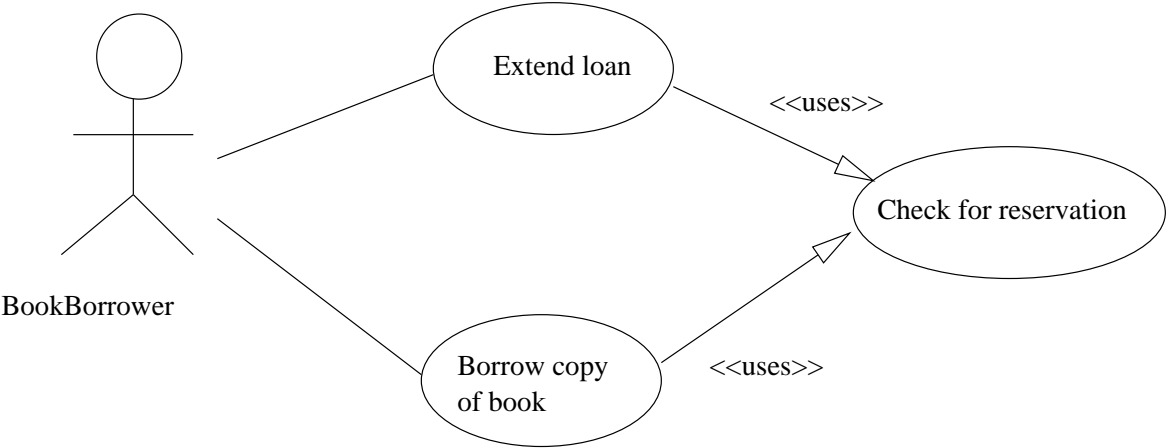 Extend loan
<<uses>>
Check for reservation
BookBorrower
Borrow copy
of book
<<uses>>